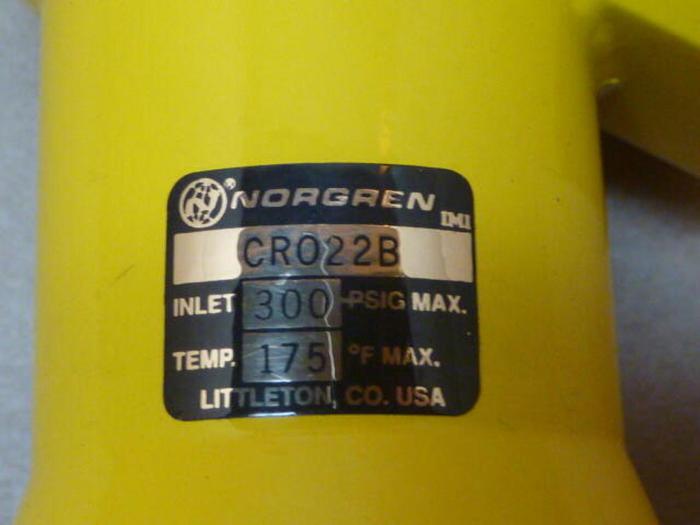 N® NORGREN IMI
CR022B
INLET 300 PSIG MAX.
TEMP. 175 °F MAX.
LITTLETON, CO. USA